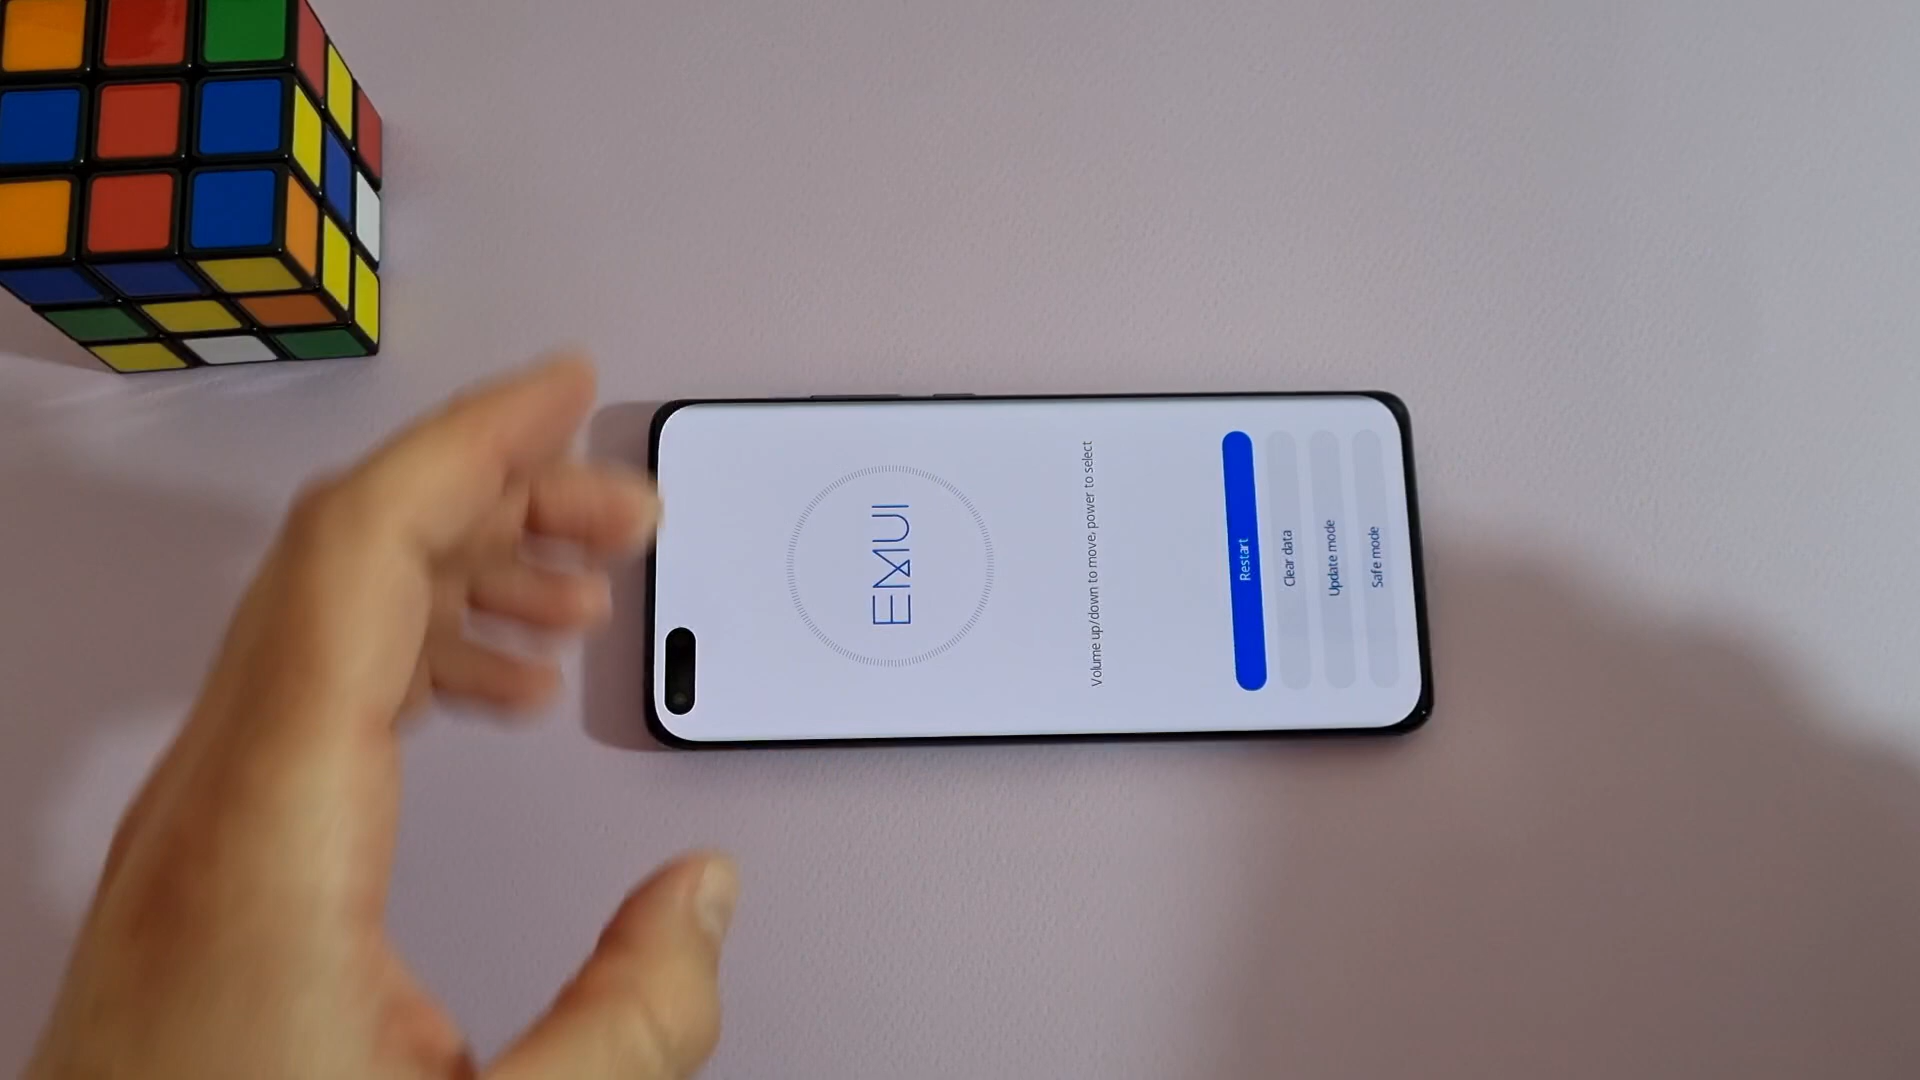 EMUI
Volume up/down to move, power to select
Restart
Clear data
Update mode
Safe mode